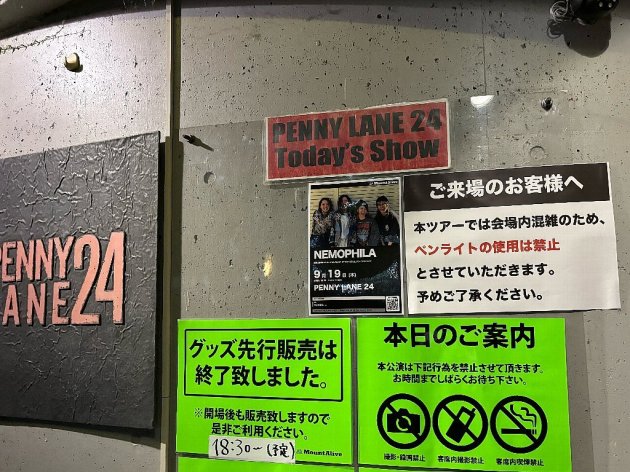 PENNY
LANE 24
PENNY LANE 24
Today's Show
MountAlive
NEMOPHILA
9月19日(木)
PENNY LANE 24
ご来場のお客様へ
本ツアーでは会場内混雑のため、
ペンライトの使用は禁止
とさせていただきます。
予めご了承ください。
グッズ先行販売は
終了致しました。
※開場後も販売致しますので
是非ご利用ください。
18:30〜(予定)
MountAlive
本日のご案内
本公演は下記行為を禁止させて頂きます。
お時間までしばらくお待ち下さい。
撮影・録画禁止
客席内撮影禁止
客席内喫煙禁止